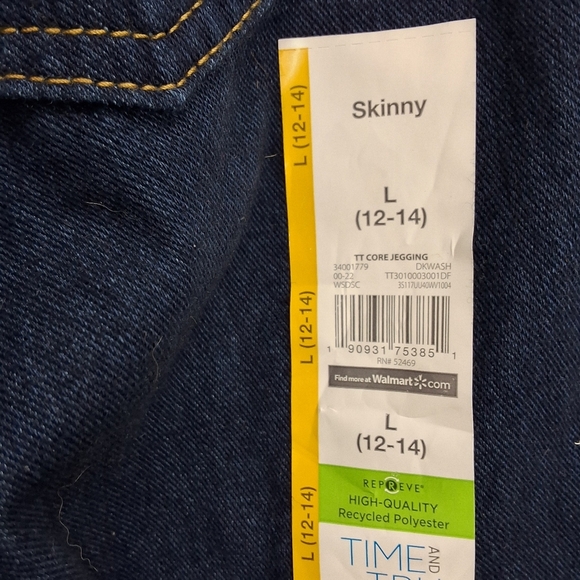 Skinny
L
(12-14)
TT CORE JEGGING
34001779 DKWASH
00-22 TT3010003001DF
WSDSC
1 90931 75385 1
RN# 52469
Find more at Walmart.com
L
(12-14)
REPREVE®
HIGH-QUALITY
Recycled Polyester
TIME AND
L (12-14)
L (12-14)
L (12-14)